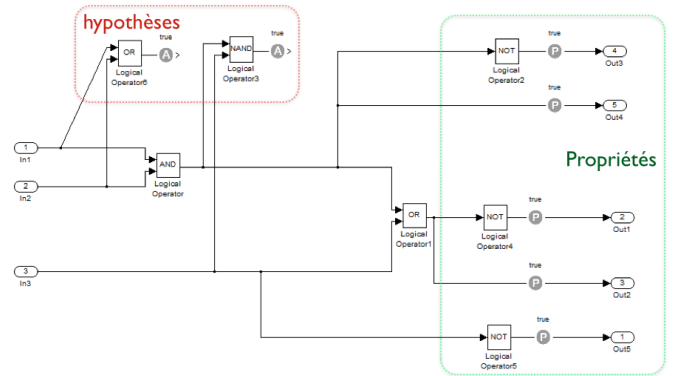 hypothèses
true
OR
A
>
Logical
Operator6
true
NAND
A
>
Logical
Operator3
true
NOT
P
4
Logical
Operator2
Out3
true
P
5
Out4
Propriétés
1
In1
AND
2
In2
Logical
Operator
true
OR
NOT
P
2
Logical
Operator1
Logical
Operator4
Out1
true
3
In3
P
3
Out2
true
NOT
P
1
Logical
Operator5
Out5